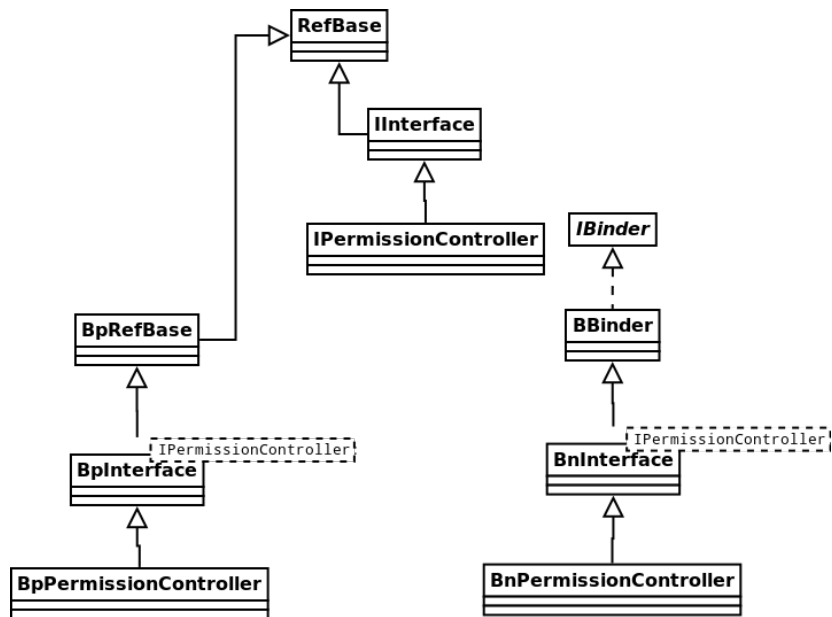 RefBase
IInterface
IPermissionController
IBinder
BpRefBase
BBinder
IPermissionController
BpInterface
IPermissionController
BnInterface
BpPermissionController
BnPermissionController